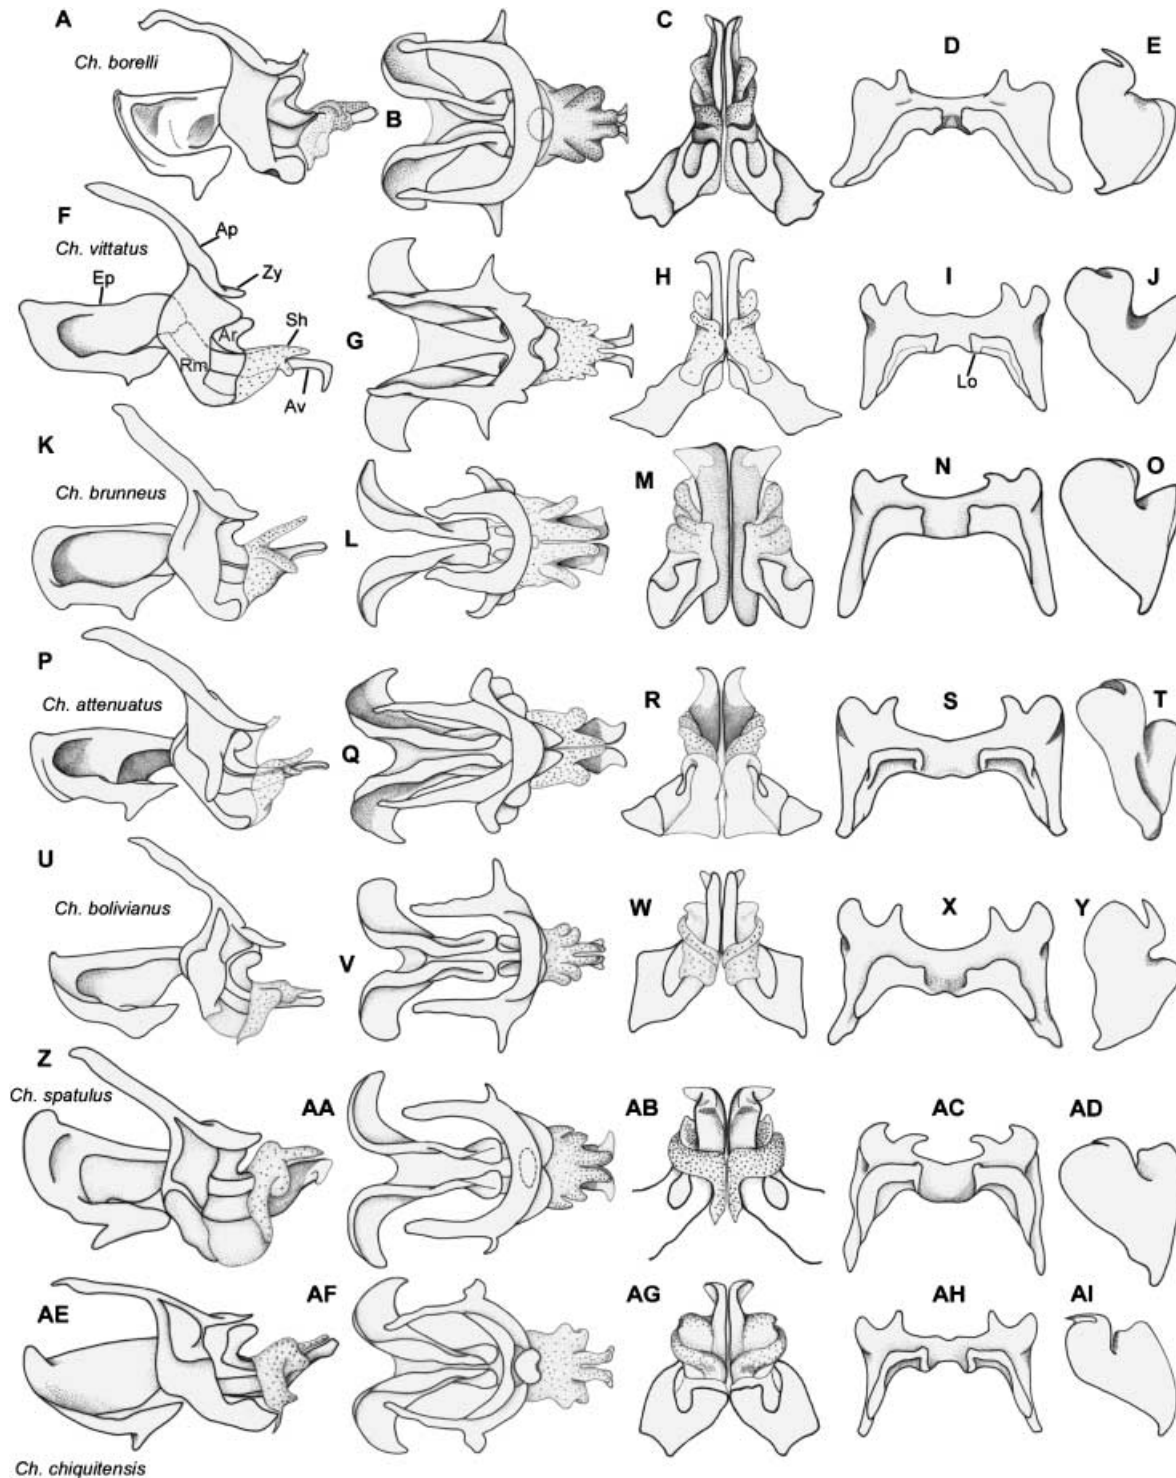 A B C D E
Ch. borelli
F G H I J
Ch. vittatus
Ap
Zy
Ep
Sh
Ar
Rm
Av
Lo
K L M N O
Ch. brunneus
P Q R S T
Ch. attenuatus
U V W X Y
Ch. bolivianus
Z AA AB AC AD
Ch. spatulus
AE AF AG AH AI
Ch. chiquitensis